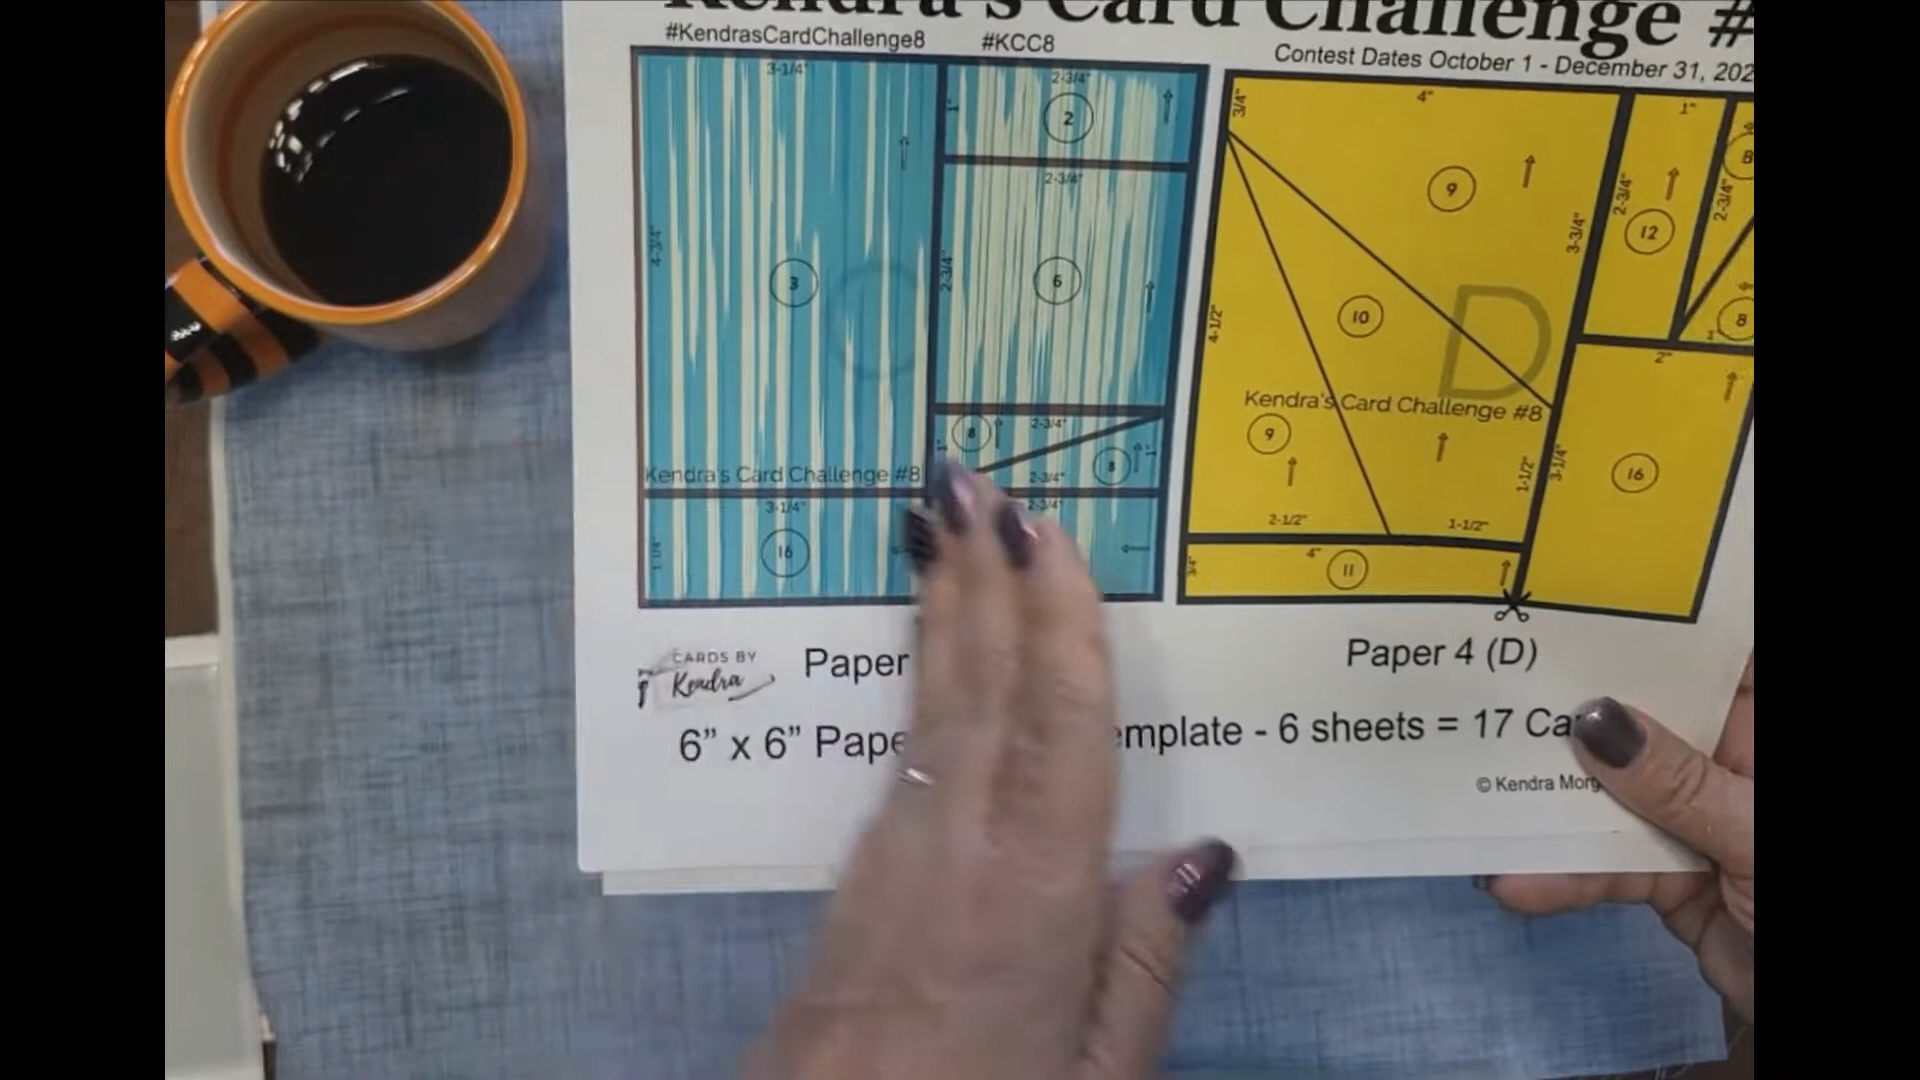 Kendra's Card Challenge #
#KendrasCardChallenge8 #KCC8
Contest Dates October 1 - December 31, 202
3-1/4"
4-3/4"
3
C
Kendra's Card Challenge #8
3-1/4"
1-1/4"
16
2-3/4"
1"
2
2-3/4"
2-3/4"
6
8
2-3/4"
1"
8
1"
2-3/4"
2-3/4"
3/4"
4"
9
3-3/4"
4-1/2"
10
D
Kendra's Card Challenge #8
9
1-1/2"
2-1/2"
1-1/2"
3/4"
4"
11
1"
2-3/4"
12
2-3/4"
8
8
2"
3-1/4"
16
CARDS BY
Kendra
Paper
Paper 4 (D)
6” x 6” Pape
emplate - 6 sheets = 17 Ca
© Kendra Morg